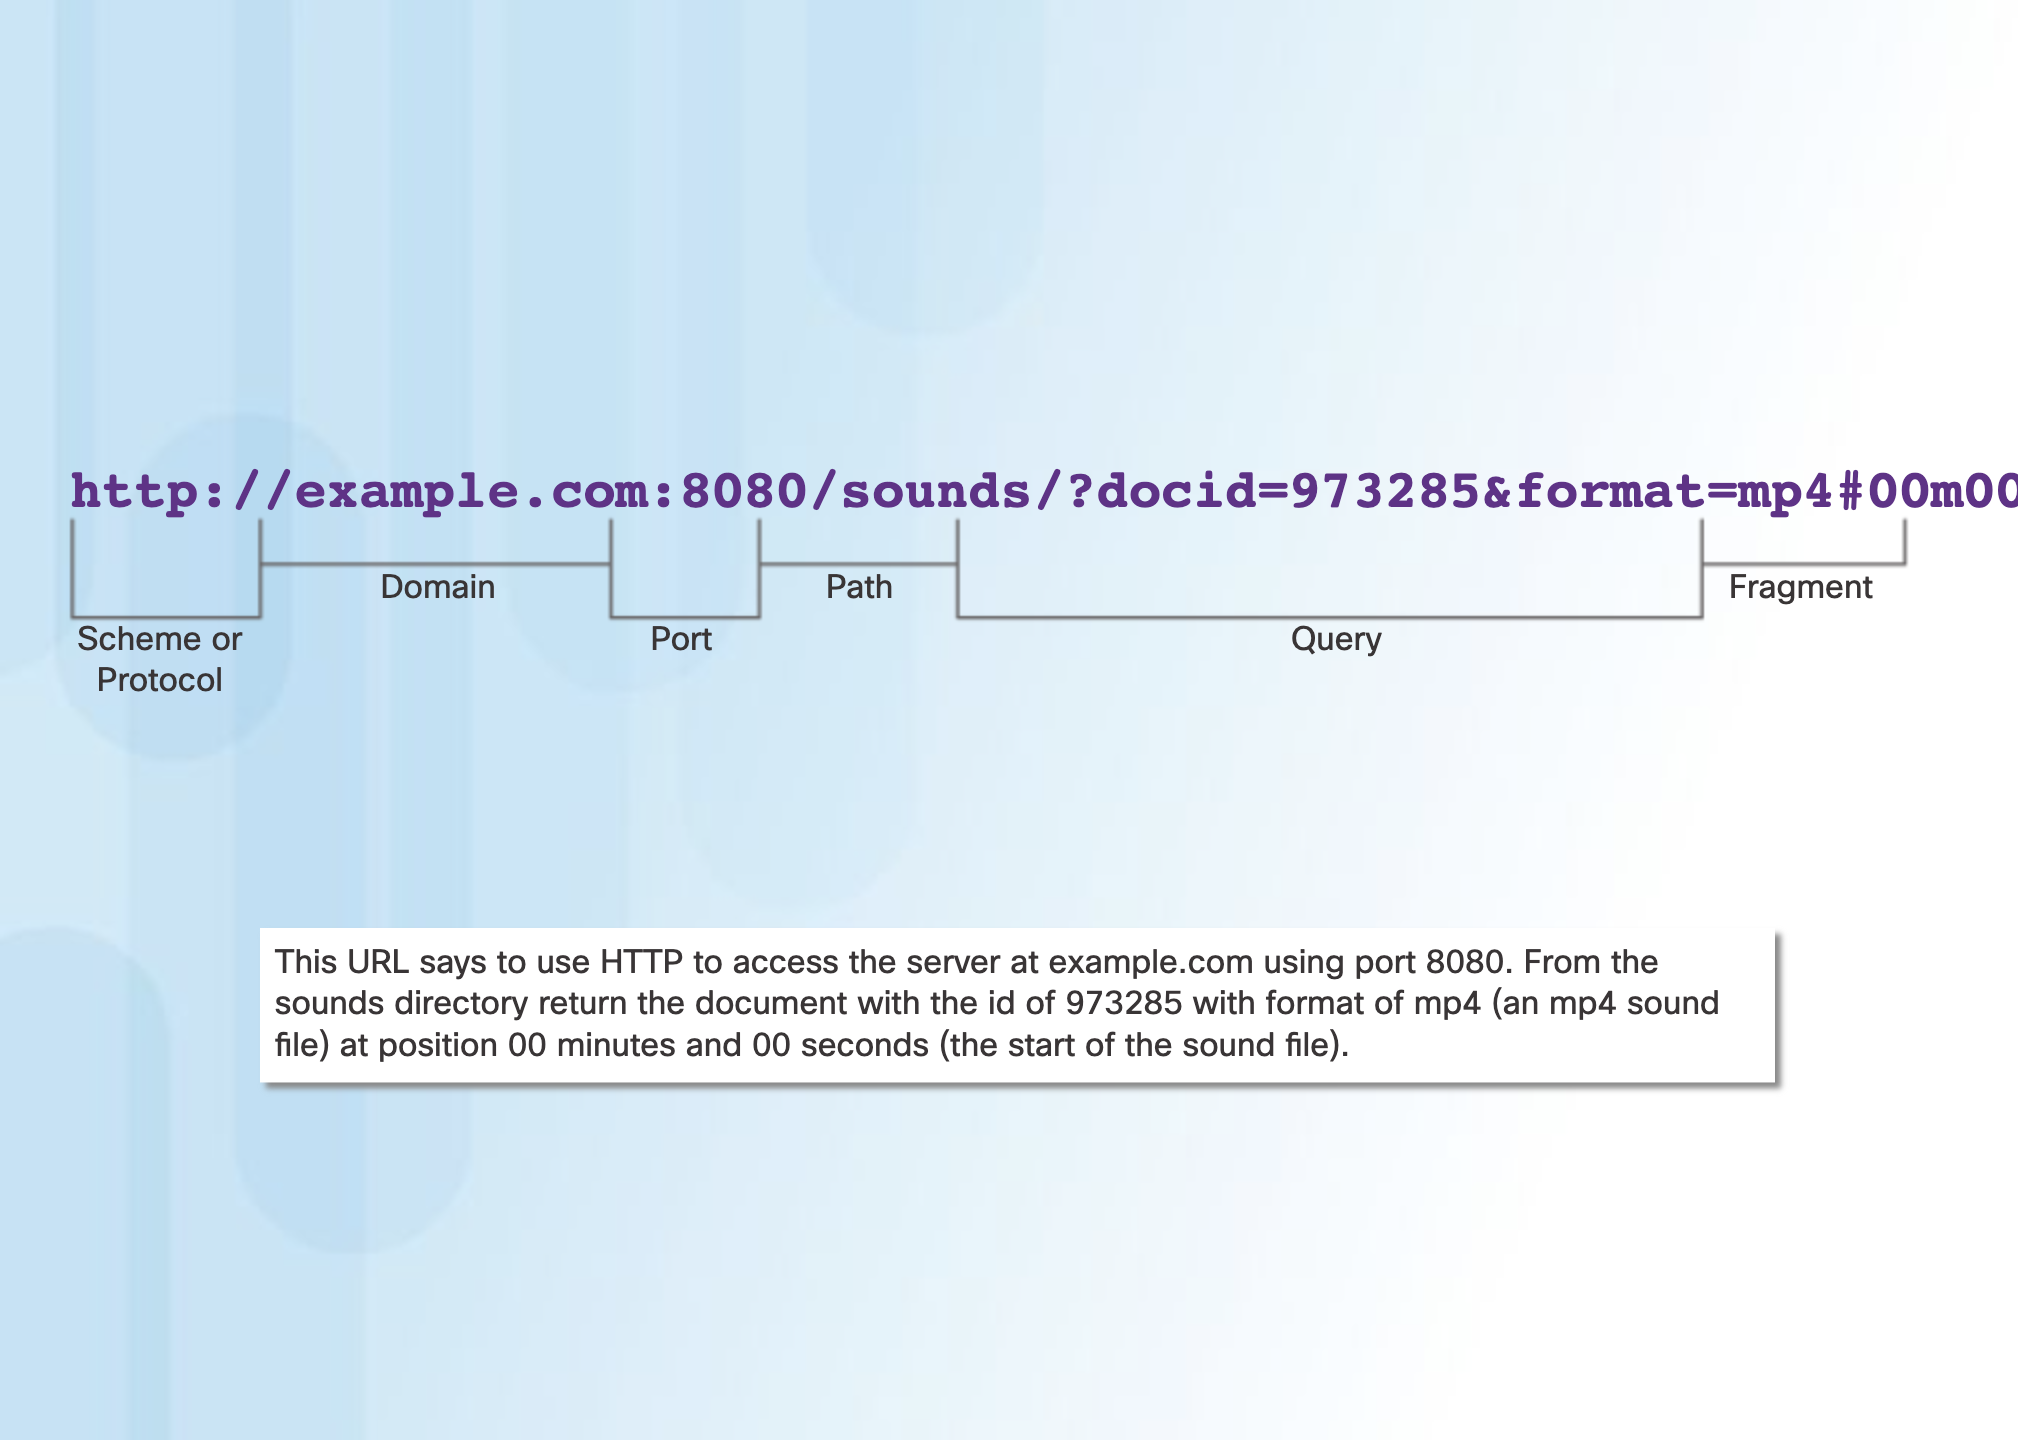 http://example.com:8080/sounds/?docid=973285&format=mp4#00m00
Domain
Path
Fragment
Scheme or
Protocol
Port
Query
This URL says to use HTTP to access the server at example.com using port 8080. From the
sounds directory return the document with the id of 973285 with format of mp4 (an mp4 sound
file) at position 00 minutes and 00 seconds (the start of the sound file).